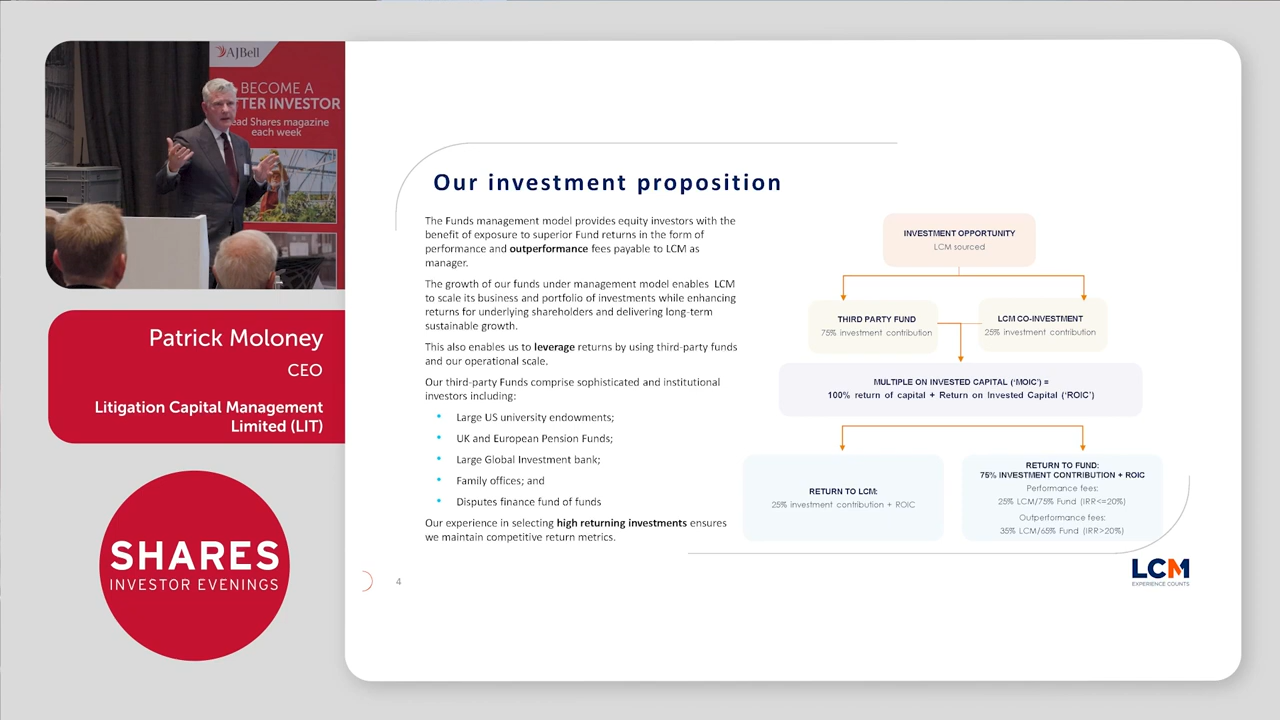 AJBell
BECOME A
TTER INVESTOR
ead Shares magazine
each week
Patrick Moloney
CEO
Litigation Capital Management
Limited (LIT)
SHARES
INVESTOR EVENINGS
Our investment proposition
The Funds management model provides equity investors with the
benefit of exposure to superior Fund returns in the form of
performance and outperformance fees payable to LCM as
manager.
The growth of our funds under management model enables LCM
to scale its business and portfolio of investments while enhancing
returns for underlying shareholders and delivering long-term
sustainable growth.
This also enables us to leverage returns by using third-party funds
and our operational scale.
Our third-party Funds comprise sophisticated and institutional
investors including:
• Large US university endowments;
• UK and European Pension Funds;
• Large Global Investment bank;
• Family offices; and
• Disputes finance fund of funds
Our experience in selecting high returning investments ensures
we maintain competitive return metrics.
INVESTMENT OPPORTUNITY
LCM sourced
THIRD PARTY FUND
75% investment contribution
LCM CO-INVESTMENT
25% investment contribution
MULTIPLE ON INVESTED CAPITAL (‘MOIC’) =
100% return of capital + Return on Invested Capital (‘ROIC’)
RETURN TO LCM:
25% investment contribution + ROIC
RETURN TO FUND:
75% INVESTMENT CONTRIBUTION + ROIC
Performance fees:
25% LCM/75% Fund (IRR<=20%)
Outperformance fees:
35% LCM/65% Fund (IRR>20%)
4
LCM
EXPERIENCE COUNTS